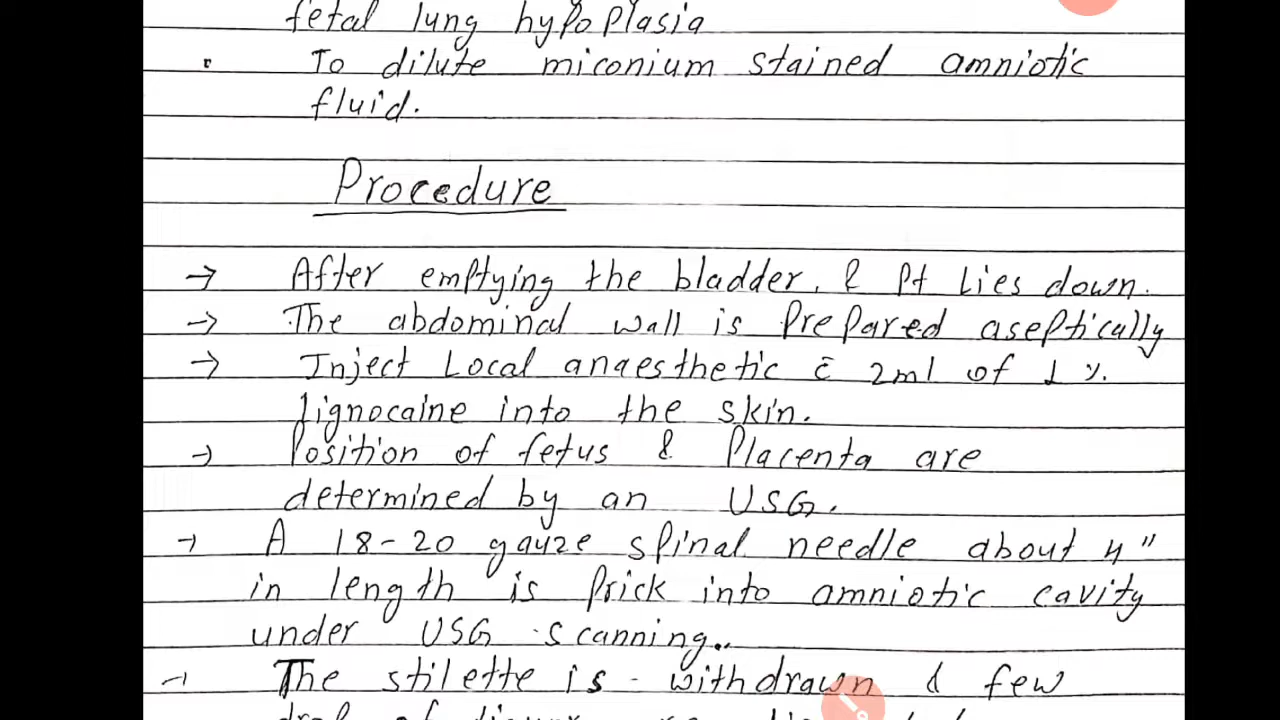 fetal lung hypoplasia
To dilute miconium stained amniotic
fluid.
Procedure
→ After emptying the bladder, & Pt Lies down.
→ The abdominal wall is Prepared aseptically
→ Inject Local anaesthetic c̄ 2ml of 1 %.
lignocaine into the skin.
→ Position of fetus & Placenta are
determined by an USG.
→ A 18-20 gauze spinal needle about 4"
in length is Prick into amniotic cavity
under USG scanning..
→ The stilette is withdrawn & few